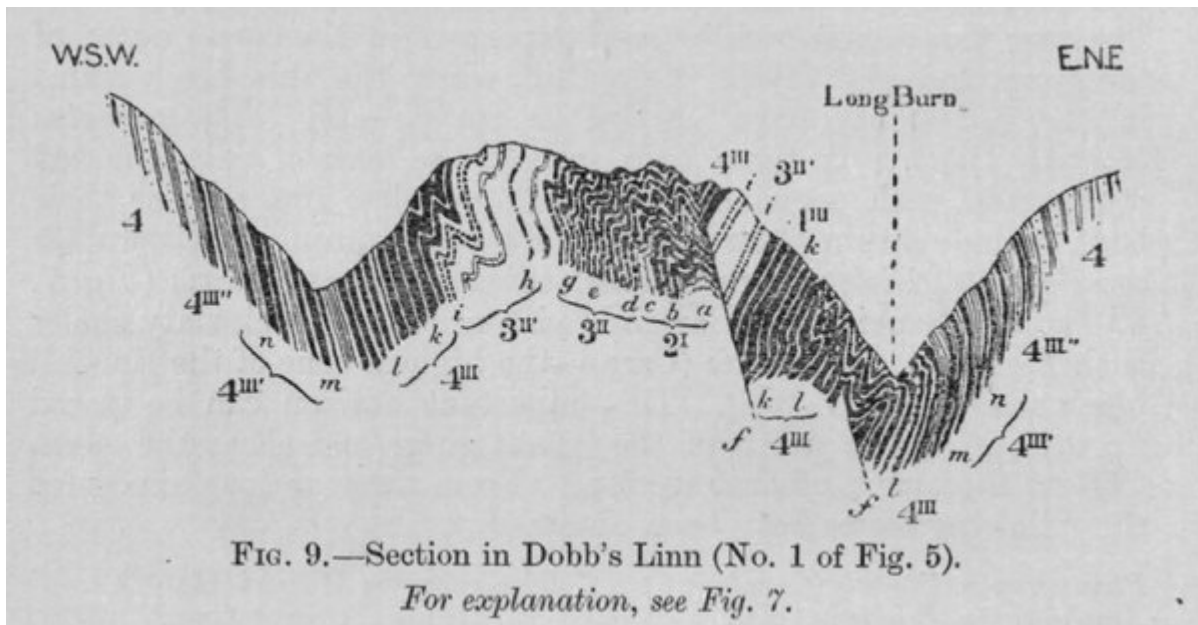 W.S.W.
E.N.E
Long Burn
4
4ᴵᴵᴵ″
n
4ᴵᴵᴵ′
m
l
k
i
4ᴵᴵᴵ
h
3ᴵᴵ′
g
e
3ᴵᴵ
d
c
b
a
2ᴵ
4ᴵᴵᴵ
i
3ᴵᴵ′
i
k
k
l
4ᴵᴵᴵ
f
f
l
4ᴵᴵᴵ
4
4ᴵᴵᴵ″
n
4ᴵᴵᴵ′
m
FIG. 9.—Section in Dobb's Linn (No. 1 of Fig. 5).
For explanation, see Fig. 7.